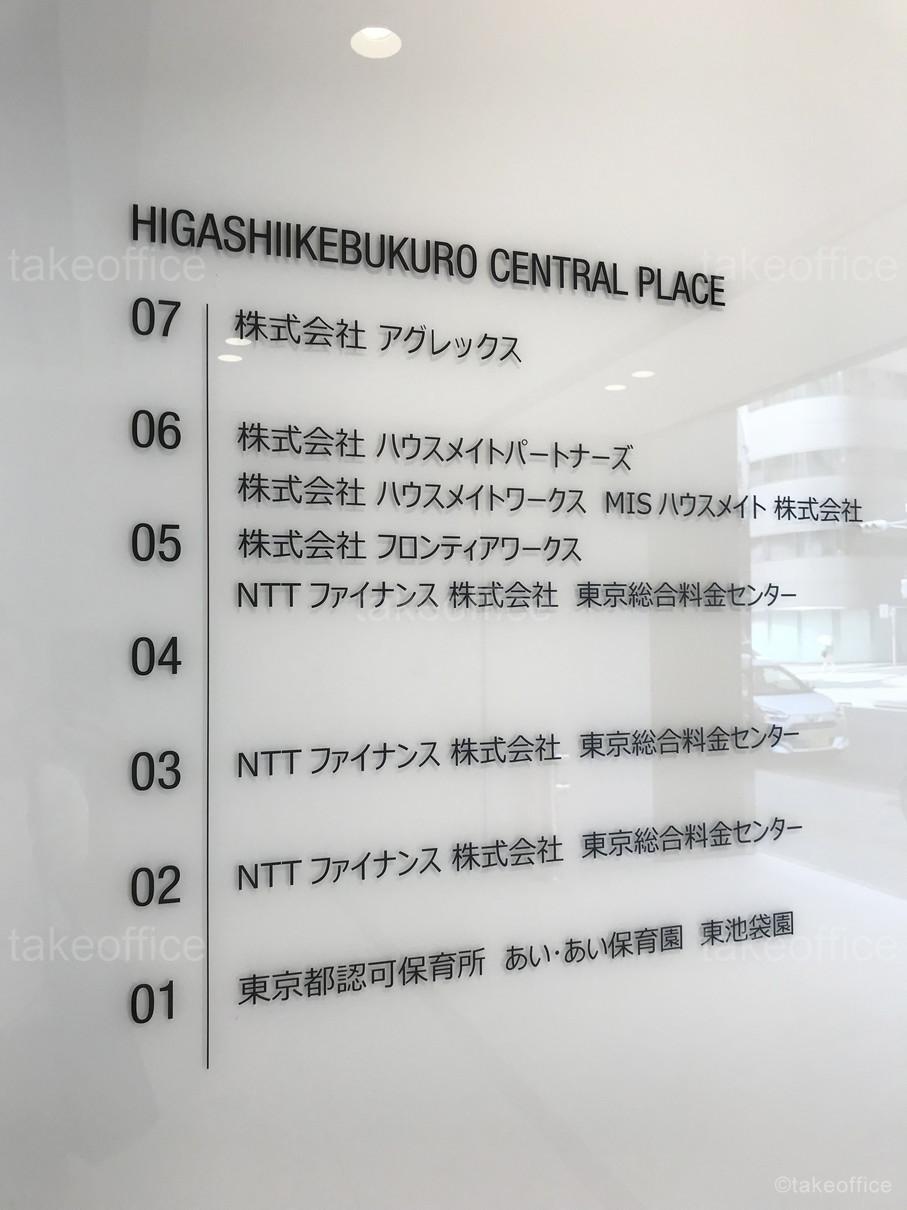 HIGASHIIKEBUKURO CENTRAL PLACE
takeoffice takeoffice
07 株式会社 アグレックス
06 株式会社 ハウスメイトパートナーズ
株式会社 ハウスメイトワークス MIS ハウスメイト 株式会社
05 株式会社 フロンティアワークス
NTT ファイナンス 株式会社 東京総合料金センター
takeoffice
04
03 NTT ファイナンス 株式会社 東京総合料金センター
02 NTT ファイナンス 株式会社 東京総合料金センター
takeoffice takeoffice
01 東京都認可保育所 あい・あい保育園 東池袋園
©takeoffice